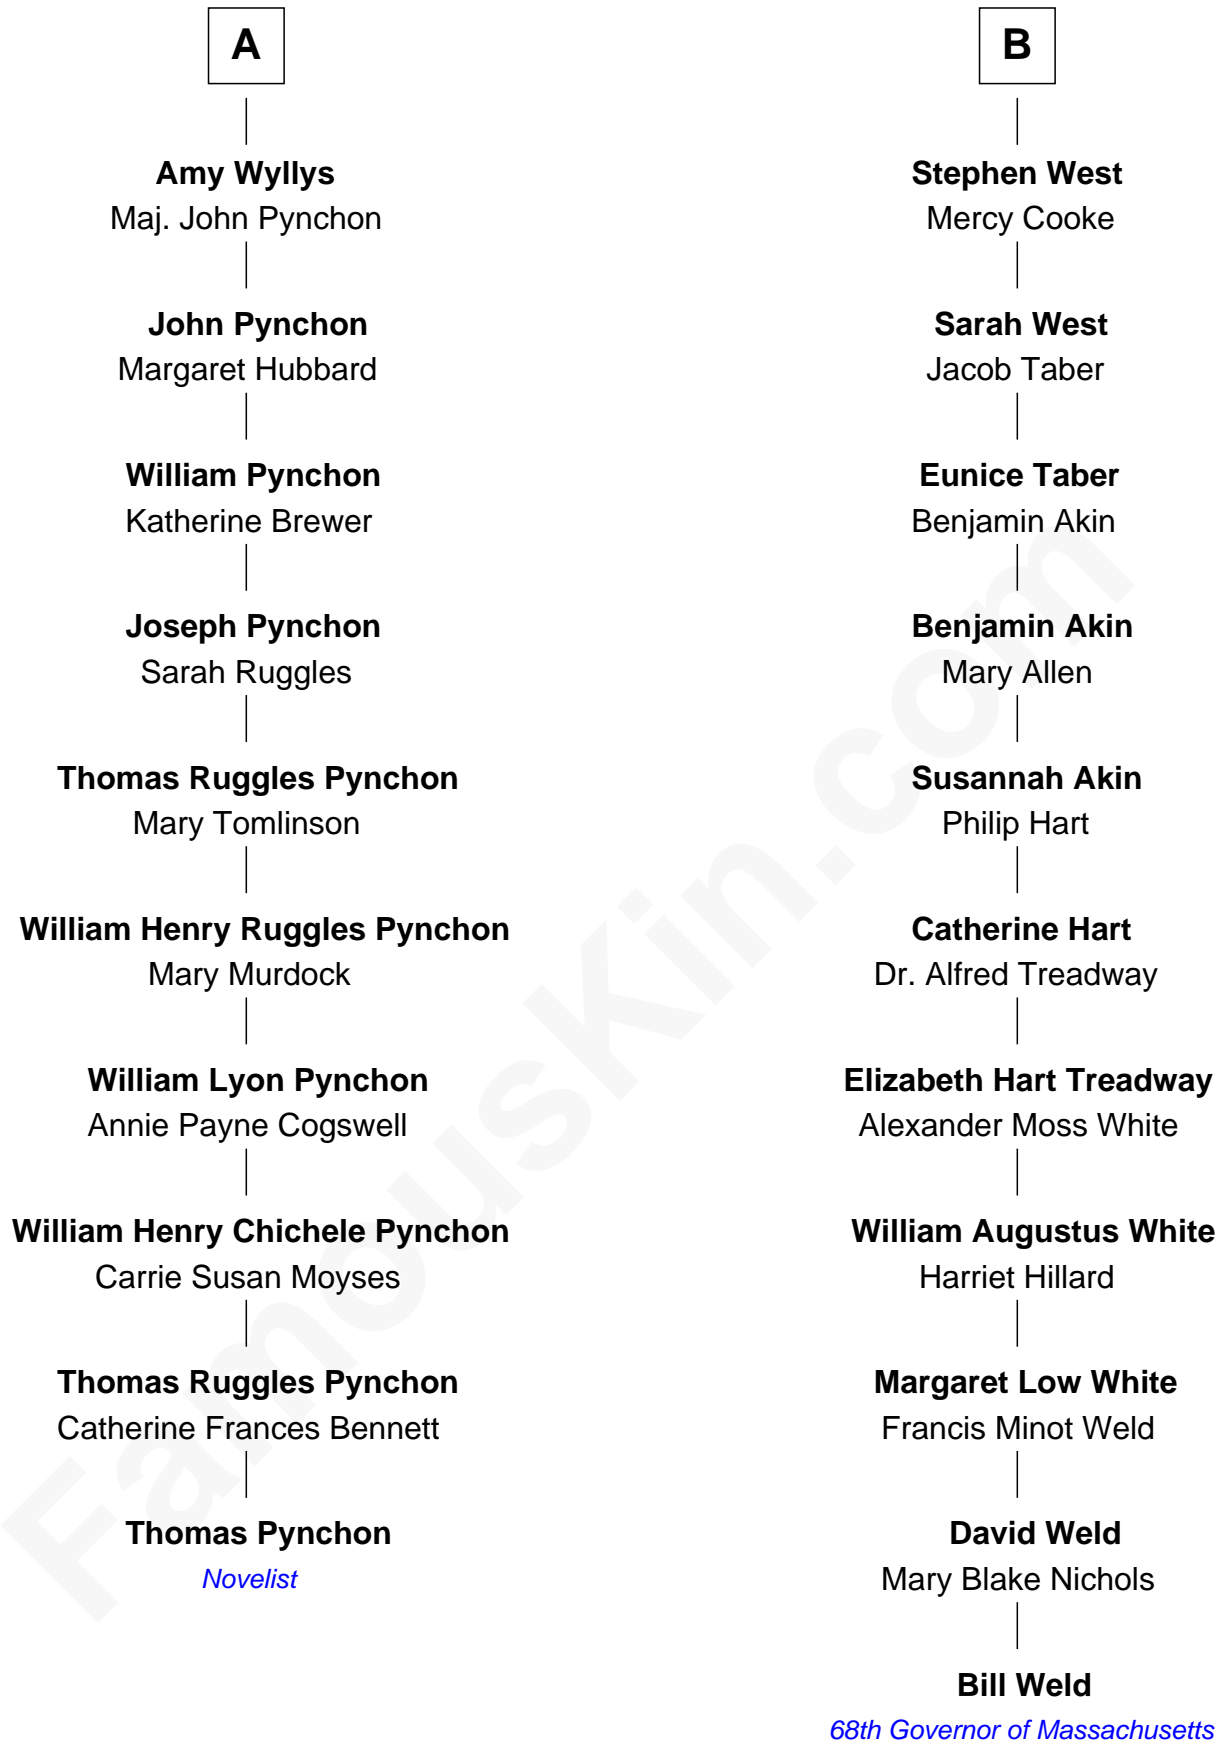 A
Amy Wyllys
Maj. John Pynchon
John Pynchon
Margaret Hubbard
William Pynchon
Katherine Brewer
Joseph Pynchon
Sarah Ruggles
Thomas Ruggles Pynchon
Mary Tomlinson
William Henry Ruggles Pynchon
Mary Murdock
William Lyon Pynchon
Annie Payne Cogswell
William Henry Chichele Pynchon
Carrie Susan Moyses
Thomas Ruggles Pynchon
Catherine Frances Bennett
Thomas Pynchon
Novelist
B
Stephen West
Mercy Cooke
Sarah West
Jacob Taber
Eunice Taber
Benjamin Akin
Benjamin Akin
Mary Allen
Susannah Akin
Philip Hart
Catherine Hart
Dr. Alfred Treadway
Elizabeth Hart Treadway
Alexander Moss White
William Augustus White
Harriet Hillard
Margaret Low White
Francis Minot Weld
David Weld
Mary Blake Nichols
Bill Weld
68th Governor of Massachusetts
FamousKin.com